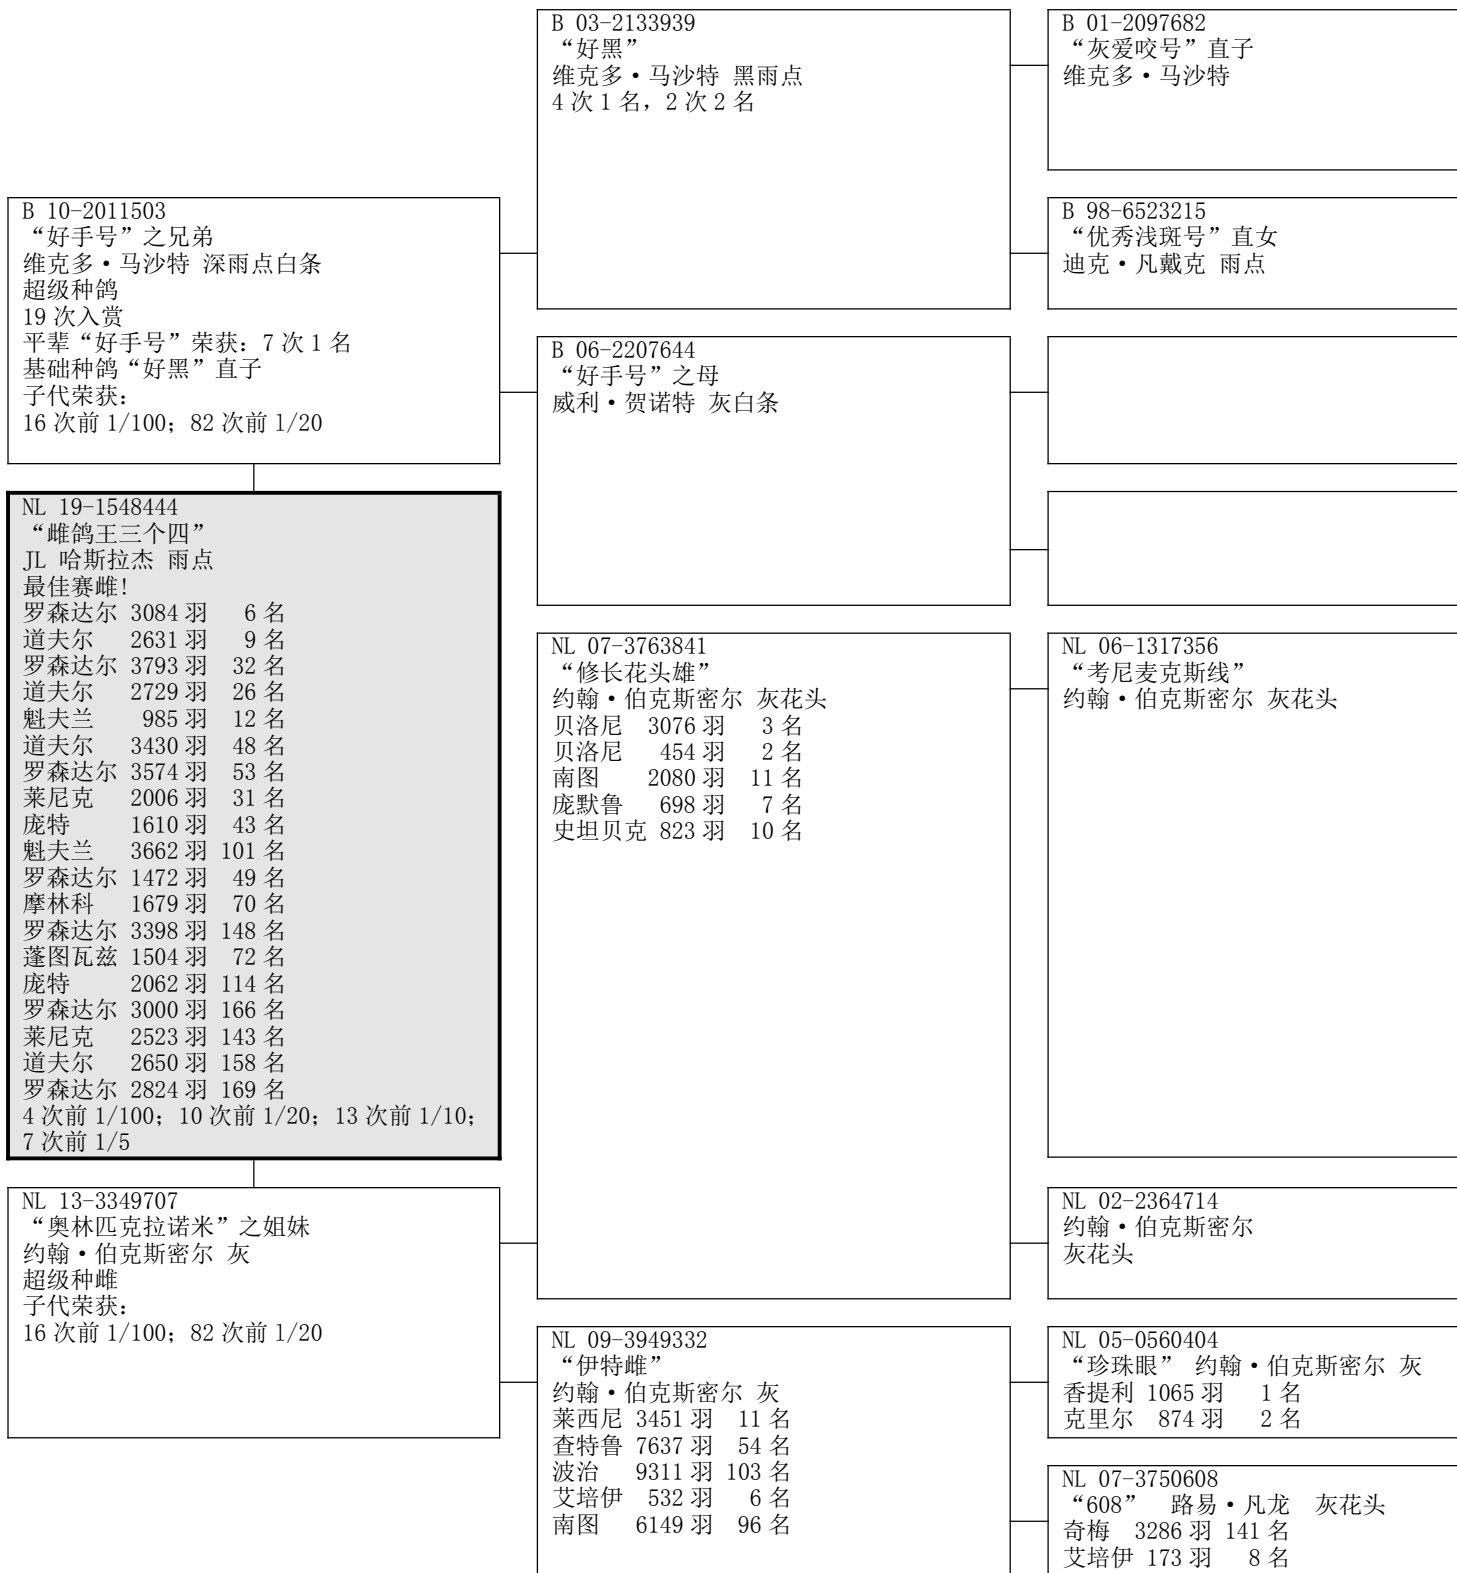 B 10-2011503
“好手号”之兄弟
维克多·马沙特 深雨点白条
超级种鸽
19 次入赏
平辈“好手号”荣获：7 次 1 名
基础种鸽“好黑”直子
子代荣获：
16 次前 1/100；82 次前 1/20
NL 19-1548444
“雌鸽王三个四”
JL 哈斯拉杰 雨点
最佳赛雌！
罗森达尔 3084 羽 6 名
道夫尔 2631 羽 9 名
罗森达尔 3793 羽 32 名
道夫尔 2729 羽 26 名
魁夫兰 985 羽 12 名
道夫尔 3430 羽 48 名
罗森达尔 3574 羽 53 名
莱尼克 2006 羽 31 名
庞特 1610 羽 43 名
魁夫兰 3662 羽 101 名
罗森达尔 1472 羽 49 名
摩林科 1679 羽 70 名
罗森达尔 3398 羽 148 名
蓬图瓦兹 1504 羽 72 名
庞特 2062 羽 114 名
罗森达尔 3000 羽 166 名
莱尼克 2523 羽 143 名
道夫尔 2650 羽 158 名
罗森达尔 2824 羽 169 名
4 次前 1/100；10 次前 1/20；13 次前 1/10；
7 次前 1/5
NL 13-3349707
“奥林匹克拉诺米”之姐妹
约翰·伯克斯密尔 灰
超级种雌
子代荣获：
16 次前 1/100；82 次前 1/20
B 03-2133939
“好黑”
维克多·马沙特 黑雨点
4 次 1 名，2 次 2 名
B 06-2207644
“好手号”之母
威利·贺诺特 灰白条
NL 07-3763841
“修长花头雄”
约翰·伯克斯密尔 灰花头
贝洛尼 3076 羽 3 名
贝洛尼 454 羽 2 名
南图 2080 羽 11 名
庞默鲁 698 羽 7 名
史坦贝克 823 羽 10 名
NL 09-3949332
“伊特雌”
约翰·伯克斯密尔 灰
莱西尼 3451 羽 11 名
查特鲁 7637 羽 54 名
波治 9311 羽 103 名
艾培伊 532 羽 6 名
南图 6149 羽 96 名
B 01-2097682
“灰爱咬号”直子
维克多·马沙特
B 98-6523215
“优秀浅斑号”直女
迪克·凡戴克 雨点
NL 06-1317356
“考尼麦克斯线”
约翰·伯克斯密尔 灰花头
NL 02-2364714
约翰·伯克斯密尔
灰花头
NL 05-0560404
“珍珠眼” 约翰·伯克斯密尔 灰
香提利 1065 羽 1 名
克里尔 874 羽 2 名
NL 07-3750608
“608” 路易·凡龙 灰花头
奇梅 3286 羽 141 名
艾培伊 173 羽 8 名